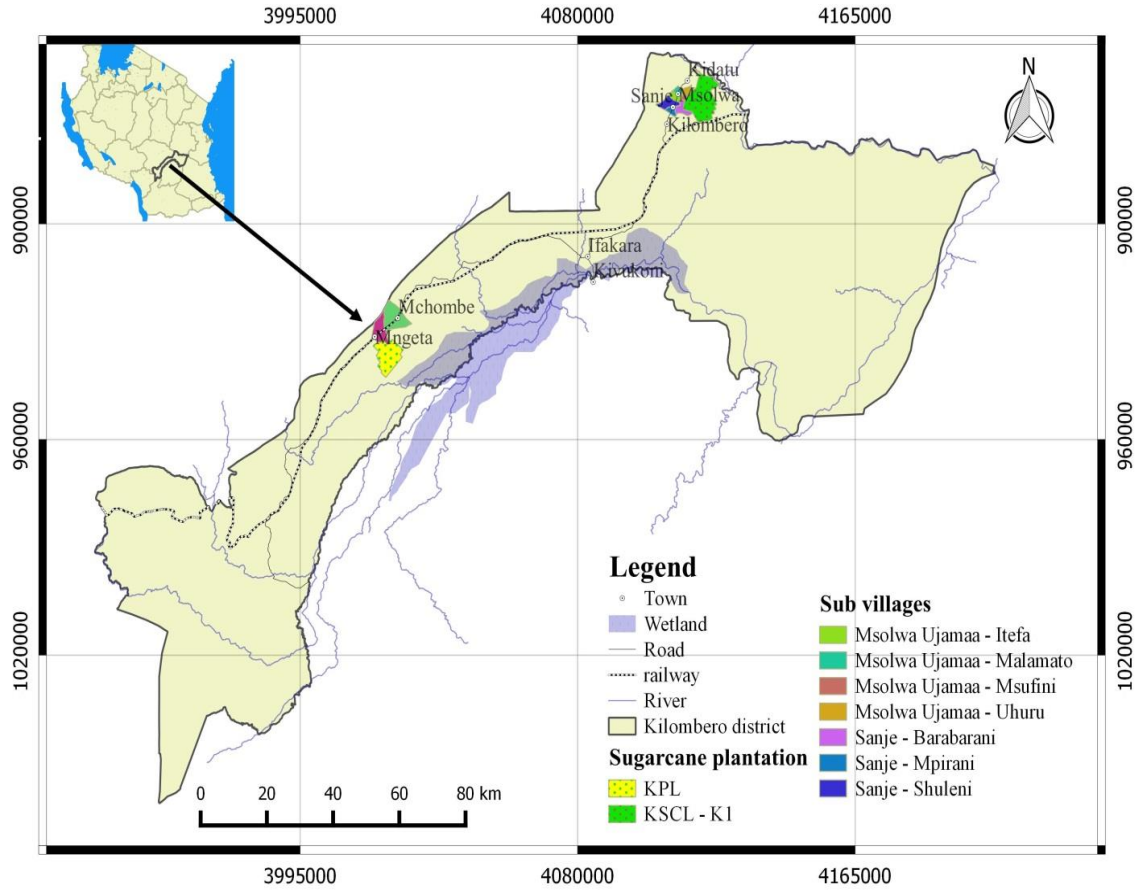 3995000 4080000 4165000
N
Kidatu
Sanje Msolwa
Kilombero
900000 900000
Ifakara
Kivukoni
Mchombe
Mngeta
960000 960000
Legend
Town
Wetland
Road
railway
River
Kilombero district
Sugarcane plantation
KPL
KSCL - K1
Sub villages
Msolwa Ujamaa - Itefa
Msolwa Ujamaa - Malamato
Msolwa Ujamaa - Msufini
Msolwa Ujamaa - Uhuru
Sanje - Barabarani
Sanje - Mpirani
Sanje - Shuleni
1020000 1020000
0 20 40 60 80 km
3995000 4080000 4165000